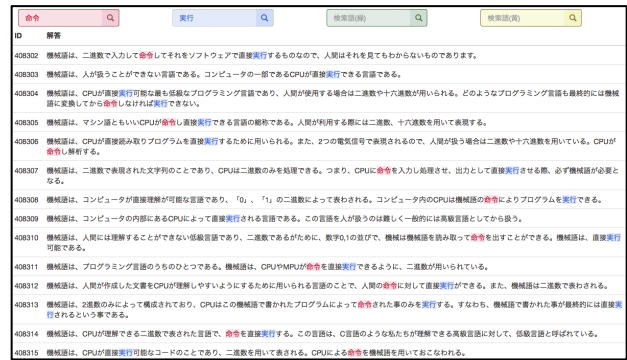 命令 実行 検索語(緑) 検索語(黄)
ID 解答
408302 機械語は、二進数で入力して命令してそれをソフトウェアで直接実行するものなので、人間はそれを見てもわからないものであります。
408303 機械語は、人が扱うことができない言語である。コンピュータの一部であるCPUが直接実行できる言語である。
408304 機械語は、CPUが直接実行可能な最も低級なプログラミング言語であり、人間が使用する場合は二進数や十六進数が用いられる。どのようなプログラミング言語も最終的には機械
語に変換してから命令しなければ実行できない。
408305 機械語は、マシン語ともいいCPUが命令し直接実行できる言語の総称である。人間が利用する際には二進数、十六進数を用いて表現する。
408306 機械語は、CPUが直接読み取りプログラムを直接実行するために用いられる。また、2つの電気信号で表現されるので、人間が扱う場合は二進数や十六進数を用いている。CPUが
命令し解析する。
408307 機械語は、二進数で表現された文字列のことであり、CPUは二進数のみを処理できる。つまり、CPUに命令を入力し処理させ、出力として直接実行させる際、必ず機械語が必要と
なる。
408308 機械語は、コンピュータが直接理解が可能な言語であり、「0」、「1」の二進数によって表わされる。コンピュータ内のCPUは機械語の命令によりプログラムを実行できる。
408309 機械語は、コンピュータの内部にあるCPUによって直接実行される言語である。この言語を人が扱うのは難しく一般的には高級言語としてから扱う。
408310 機械語は、人間には理解することができない低級言語であり、二進数であるがために、数字0,1の並びで、機械は機械語を読み取って命令を出すことができる。機械語は、直接実行
可能である。
408311 機械語は、プログラミング言語のうちのひとつである。機械語は、CPUやMPUが命令を直接実行できるように、二進数が用いられている。
408312 機械語は、人間が作成した文書をCPUが理解しやすいようにするために用いられる言語のことで、人間の命令に対して直接実行ができる。また、機械語は二進数で表わされる。
408313 機械語は、2進数のみによって構成されており、CPUはこの機械語で書かれたプログラムによって命令された事のみを実行する。すなわち、機械語で書かれた事が最終的には直接実
行されるという事である。
408314 機械語は、CPUが理解できる二進数で表された言語で、命令を直接実行する。この言語は、C言語のような私たちが理解できる高級言語に対して、低級言語と呼ばれている。
408315 機械語は、CPUが直接実行可能なコードのことであり、二進数を用いて表される。CPUによる命令を機械語を用いておこなわれる。